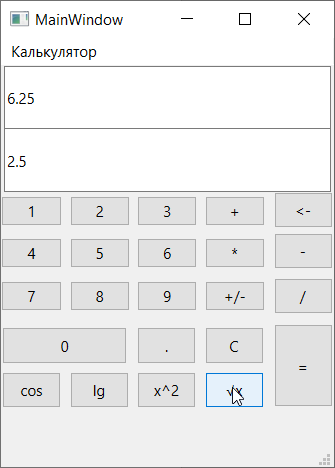 MainWindow
Калькулятор
6.25
2.5
1 2 3 + <-
4 5 6 * -
7 8 9 +/- /
0 . C =
cos lg x^2 √x